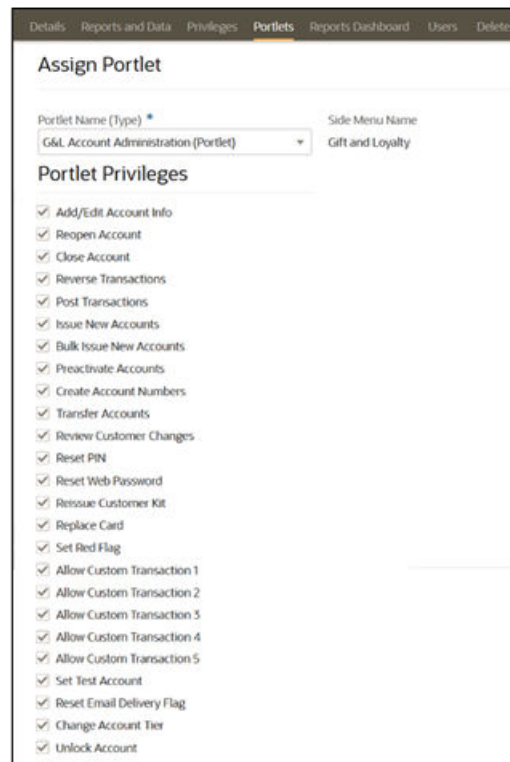 Details Reports and Data Privileges Portlets Reports Dashboard Users Delete
Assign Portlet
Portlet Name (Type) * Side Menu Name
G&L Account Administration (Portlet) Gift and Loyalty
Portlet Privileges
Add/Edit Account Info
Reopen Account
Close Account
Reverse Transactions
Post Transactions
Issue New Accounts
Bulk Issue New Accounts
Preactivate Accounts
Create Account Numbers
Transfer Accounts
Review Customer Changes
Reset PIN
Reset Web Password
Reissue Customer Kit
Replace Card
Set Red Flag
Allow Custom Transaction 1
Allow Custom Transaction 2
Allow Custom Transaction 3
Allow Custom Transaction 4
Allow Custom Transaction 5
Set Test Account
Reset Email Delivery Flag
Change Account Tier
Unlock Account